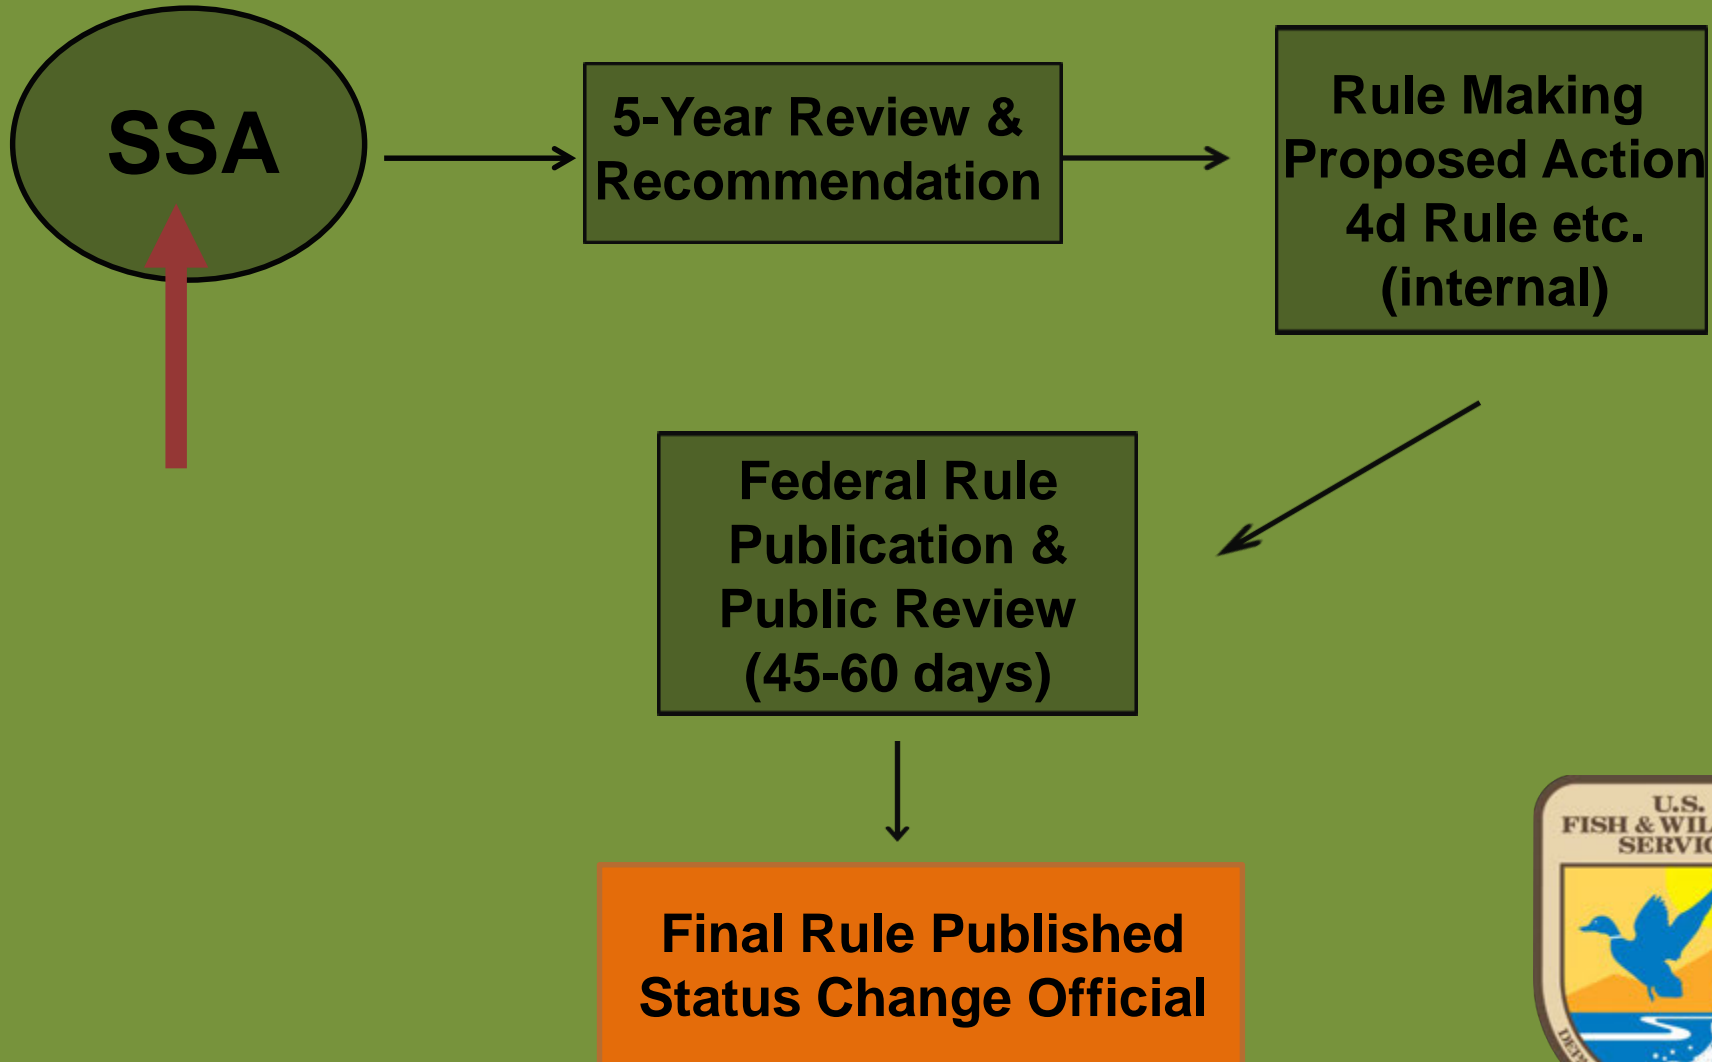 SSA
5-Year Review &
Recommendation
Rule Making
Proposed Action
4d Rule etc.
(internal)
Federal Rule
Publication &
Public Review
(45-60 days)
Final Rule Published
Status Change Official
U.S.
FISH &